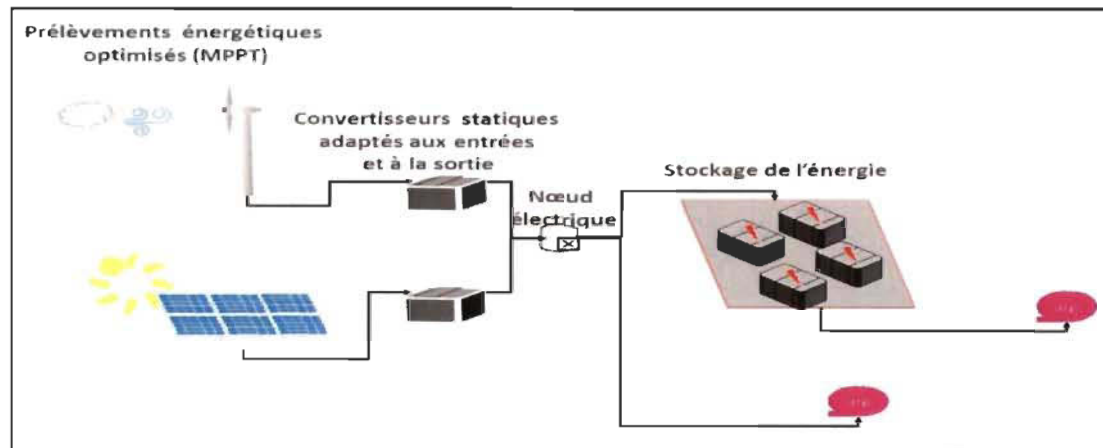 Prélèvements énergétiques
optimisés (MPPT)
Convertisseurs statiques
adaptés aux entrées
et à la sortie
Stockage de l'énergie
Nœud
électrique